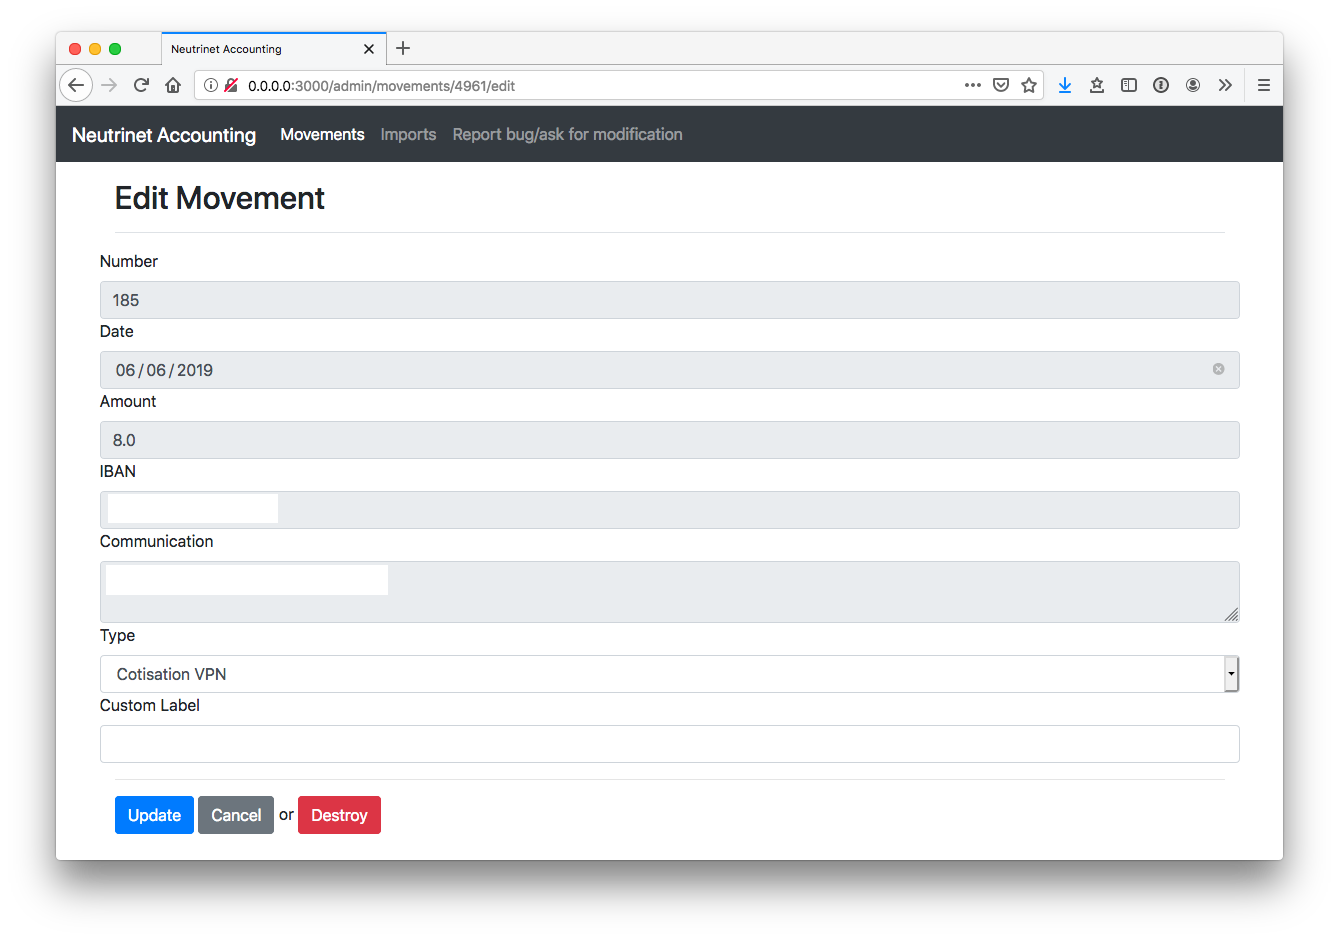 Neutrinet Accounting
0.0.0.0:3000/admin/movements/4961/edit
Neutrinet Accounting Movements Imports Report bug/ask for modification
Edit Movement
Number
185
Date
06/06/2019
Amount
8.0
IBAN
Communication
Type
Cotisation VPN
Custom Label
Update Cancel or Destroy